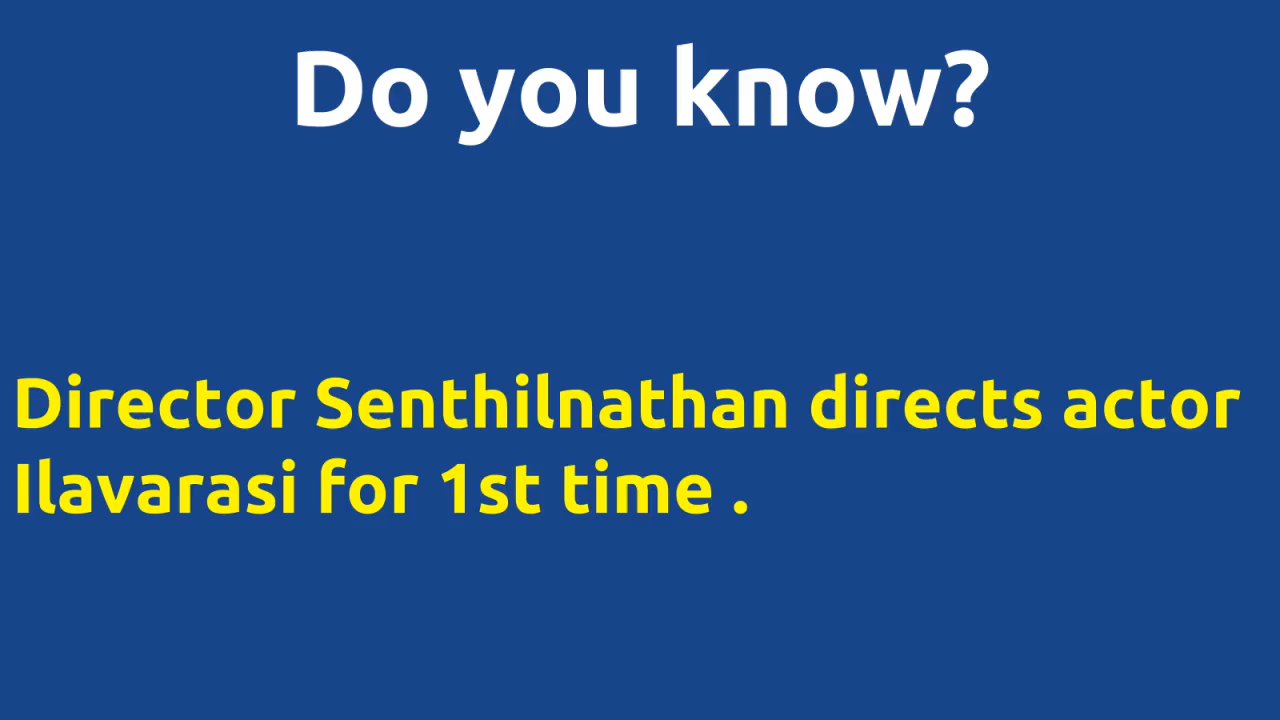 Do you know?
Director Senthilnathan directs actor
Ilavarasi for 1st time .